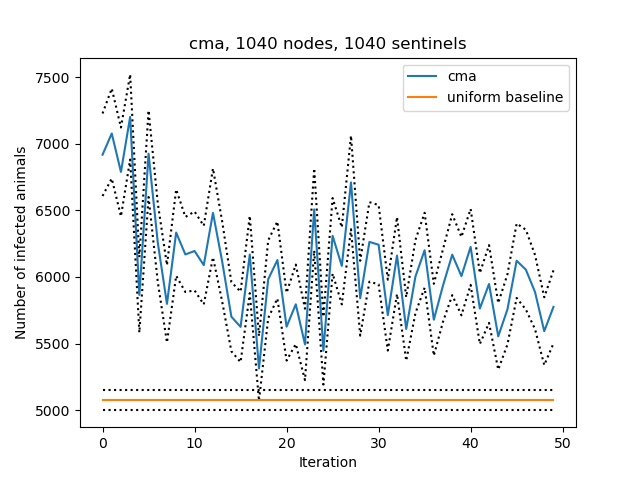 cma, 1040 nodes, 1040 sentinels
cma
uniform baseline
Number of infected animals
7500
7000
6500
6000
5500
5000
0 10 20 30 40 50
Iteration